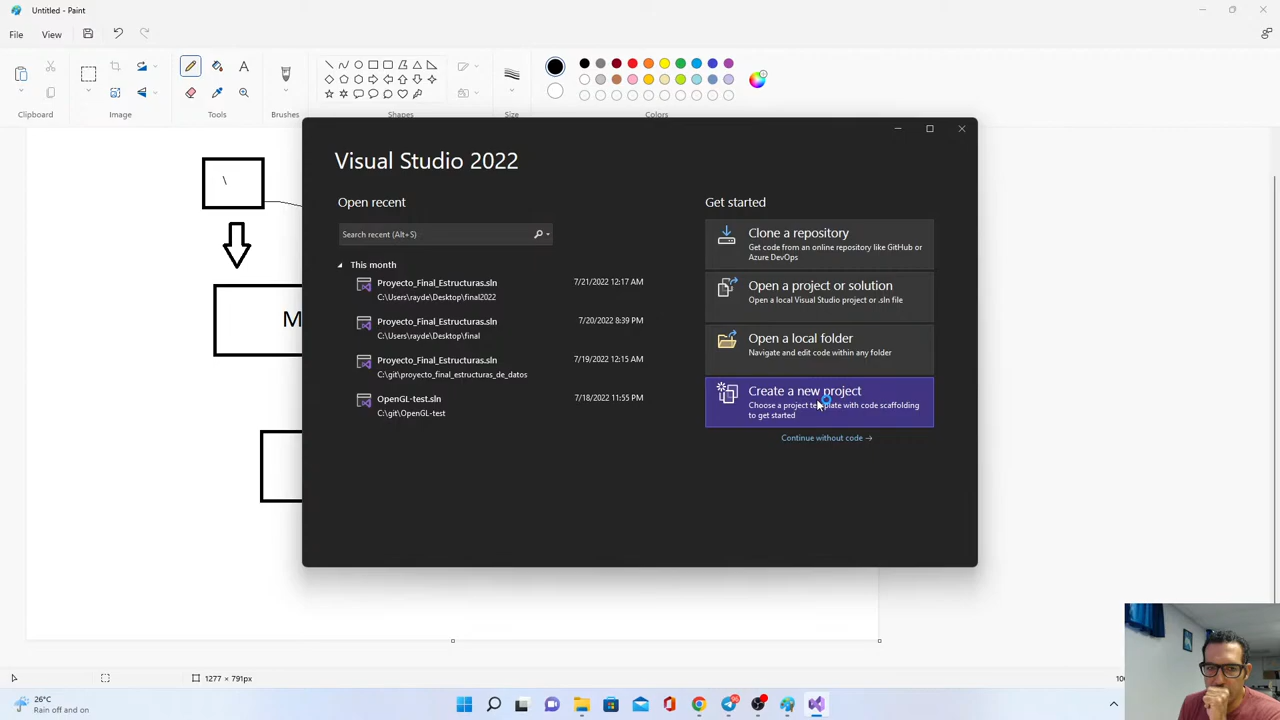 Untitled - Paint
File
View
Clipboard
Image
Tools
Brushes
Shapes
Size
Colors
\
M
Visual Studio 2022
Open recent
Search recent (Alt+S)
This month
Proyecto_Final_Estructuras.sln
7/21/2022 12:17 AM
C:\Users\rayde\Desktop\final2022
Proyecto_Final_Estructuras.sln
7/20/2022 8:39 PM
C:\Users\rayde\Desktop\final
Proyecto_Final_Estructuras.sln
7/19/2022 12:15 AM
C:\git\proyecto_final_estructuras_de_datos
OpenGL-test.sln
7/18/2022 11:55 PM
C:\git\OpenGL-test
Get started
Clone a repository
Get code from an online repository like GitHub or
Azure DevOps
Open a project or solution
Open a local Visual Studio project or .sln file
Open a local folder
Navigate and edit code within any folder
Create a new project
Choose a project template with code scaffolding
to get started
Continue without code →
1277 × 791px
26°C
Rain off and on